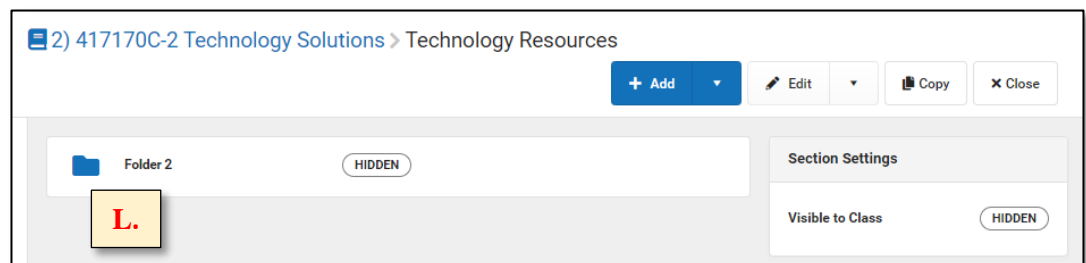 2) 417170C-2 Technology Solutions > Technology Resources
+ Add ▼ Edit ▼ Copy × Close
Folder 2 HIDDEN
Section Settings
L.
Visible to Class HIDDEN